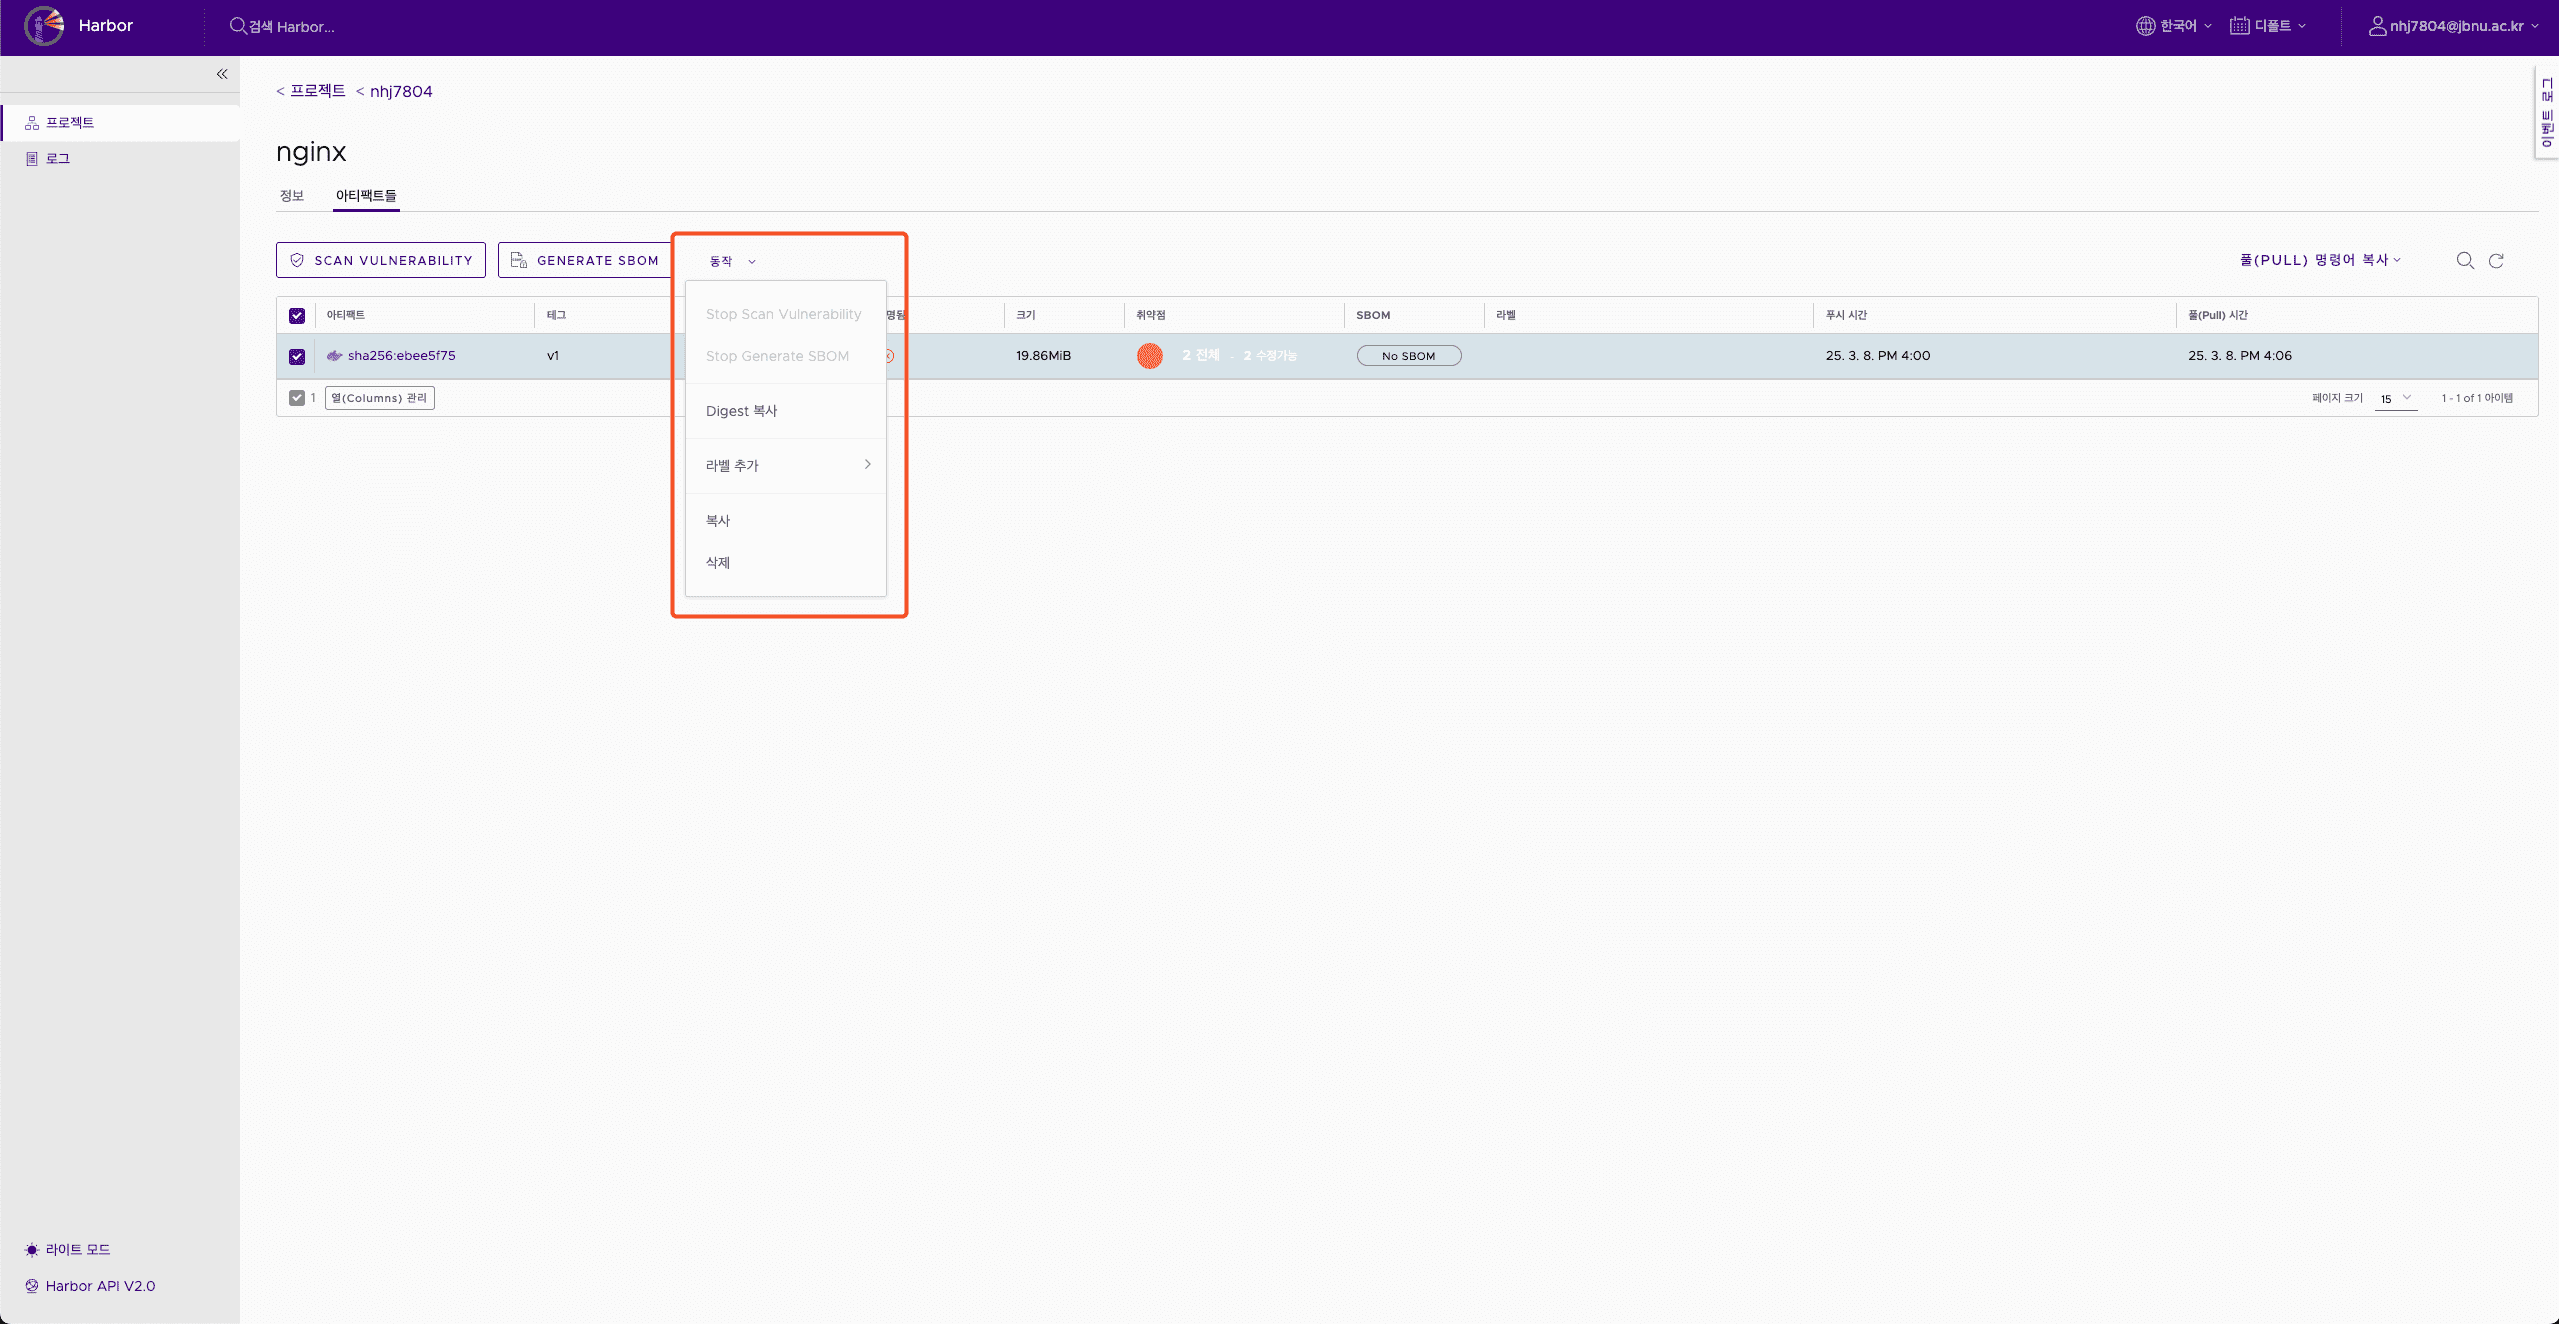 Harbor
검색 Harbor...
한국어
디폴트
nhj7804@jbnu.ac.kr
이벤트 로그
프로젝트
로그
< 프로젝트 < nhj7804
nginx
정보
아티팩트들
SCAN VULNERABILITY
GENERATE SBOM
동작
풀(PULL) 명령어 복사
아티팩트
테그
명됨
크기
취약점
SBOM
라벨
푸시 시간
풀(Pull) 시간
sha256:ebee5f75
v1
19.86MiB
2 전체 - 2 수정가능
No SBOM
25. 3. 8. PM 4:00
25. 3. 8. PM 4:06
1
열(Columns) 관리
페이지 크기
15
1 - 1 of 1 아이템
Stop Scan Vulnerability
Stop Generate SBOM
Digest 복사
라벨 추가
복사
삭제
라이트 모드
Harbor API V2.0